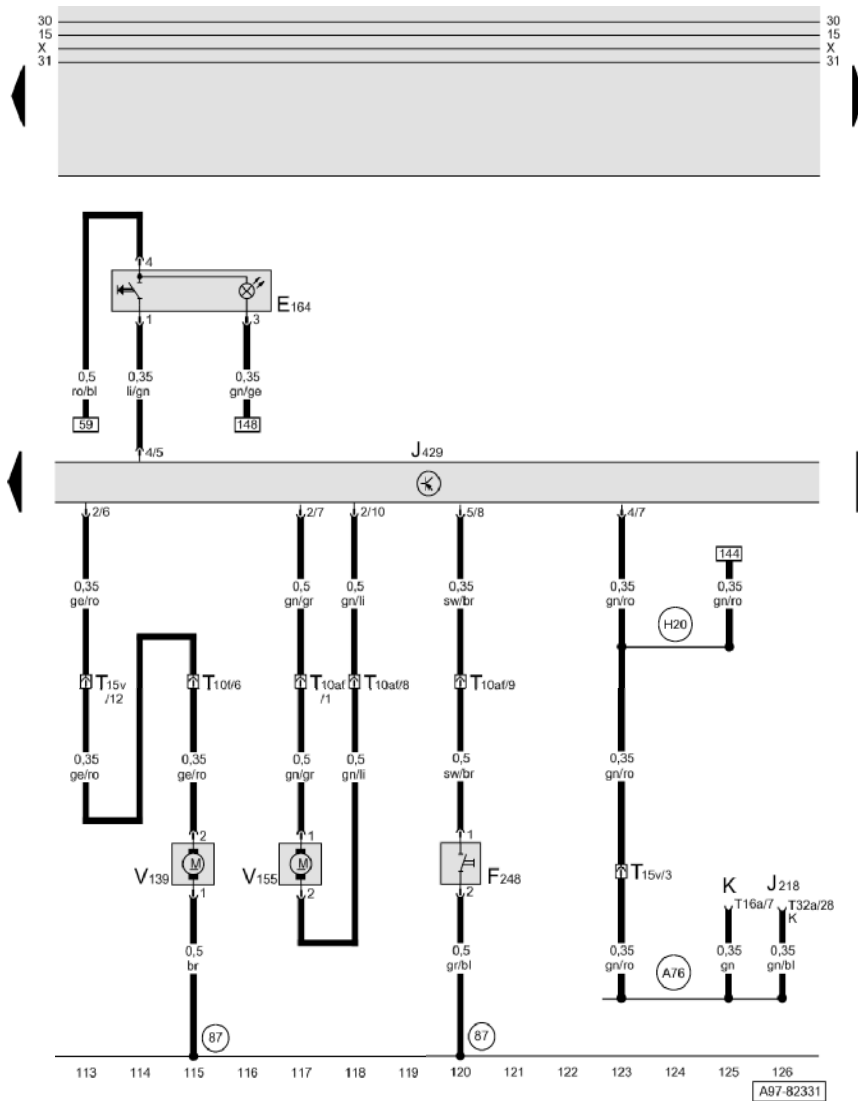 30 30
15 15
X X
31 31
4
E164
1 3
0,5 0,35 0,35
ro/bl li/gn gn/ge
59 148
4/5 J429
2/6 2/7 2/10 5/8 4/7
144
0,35 0,5 0,5 0,35 0,35 0,35
ge/ro gn/gr gn/li sw/br gn/ro gn/ro
H20
T15v T10f/6 T10af T10af/8 T10af/9
/12 /1
0,35 0,35 0,5 0,5 0,5 0,35
ge/ro ge/ro gn/gr gn/li sw/br gn/ro
2 1 1
V139 M V155 M F248 T15v/3 K J218
1 2 2 T16a/7 T32a/28
K
0,5 0,5 0,35 0,35 0,35
br gr/bl gn/ro A76 gn gn/bl
87 87
113 114 115 116 117 118 119 120 121 122 123 124 125 126
A97-82331